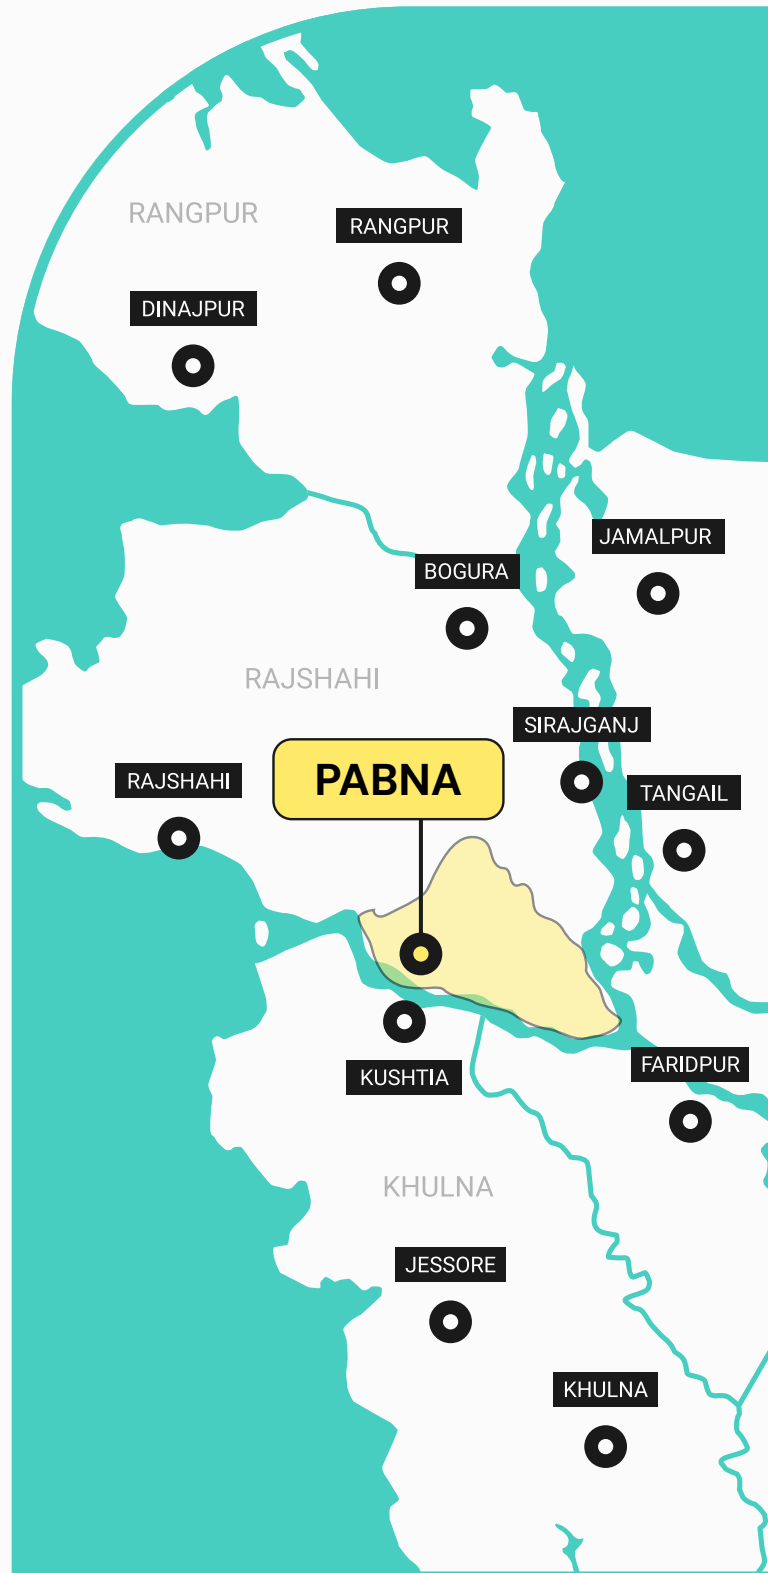 RANGPUR
RANGPUR
DINAJPUR
JAMALPUR
BOGURA
RAJSHAHI
SIRAJGANJ
RAJSHAHI
PABNA
TANGAIL
FARIDPUR
KUSHTIA
KHULNA
JESSORE
KHULNA